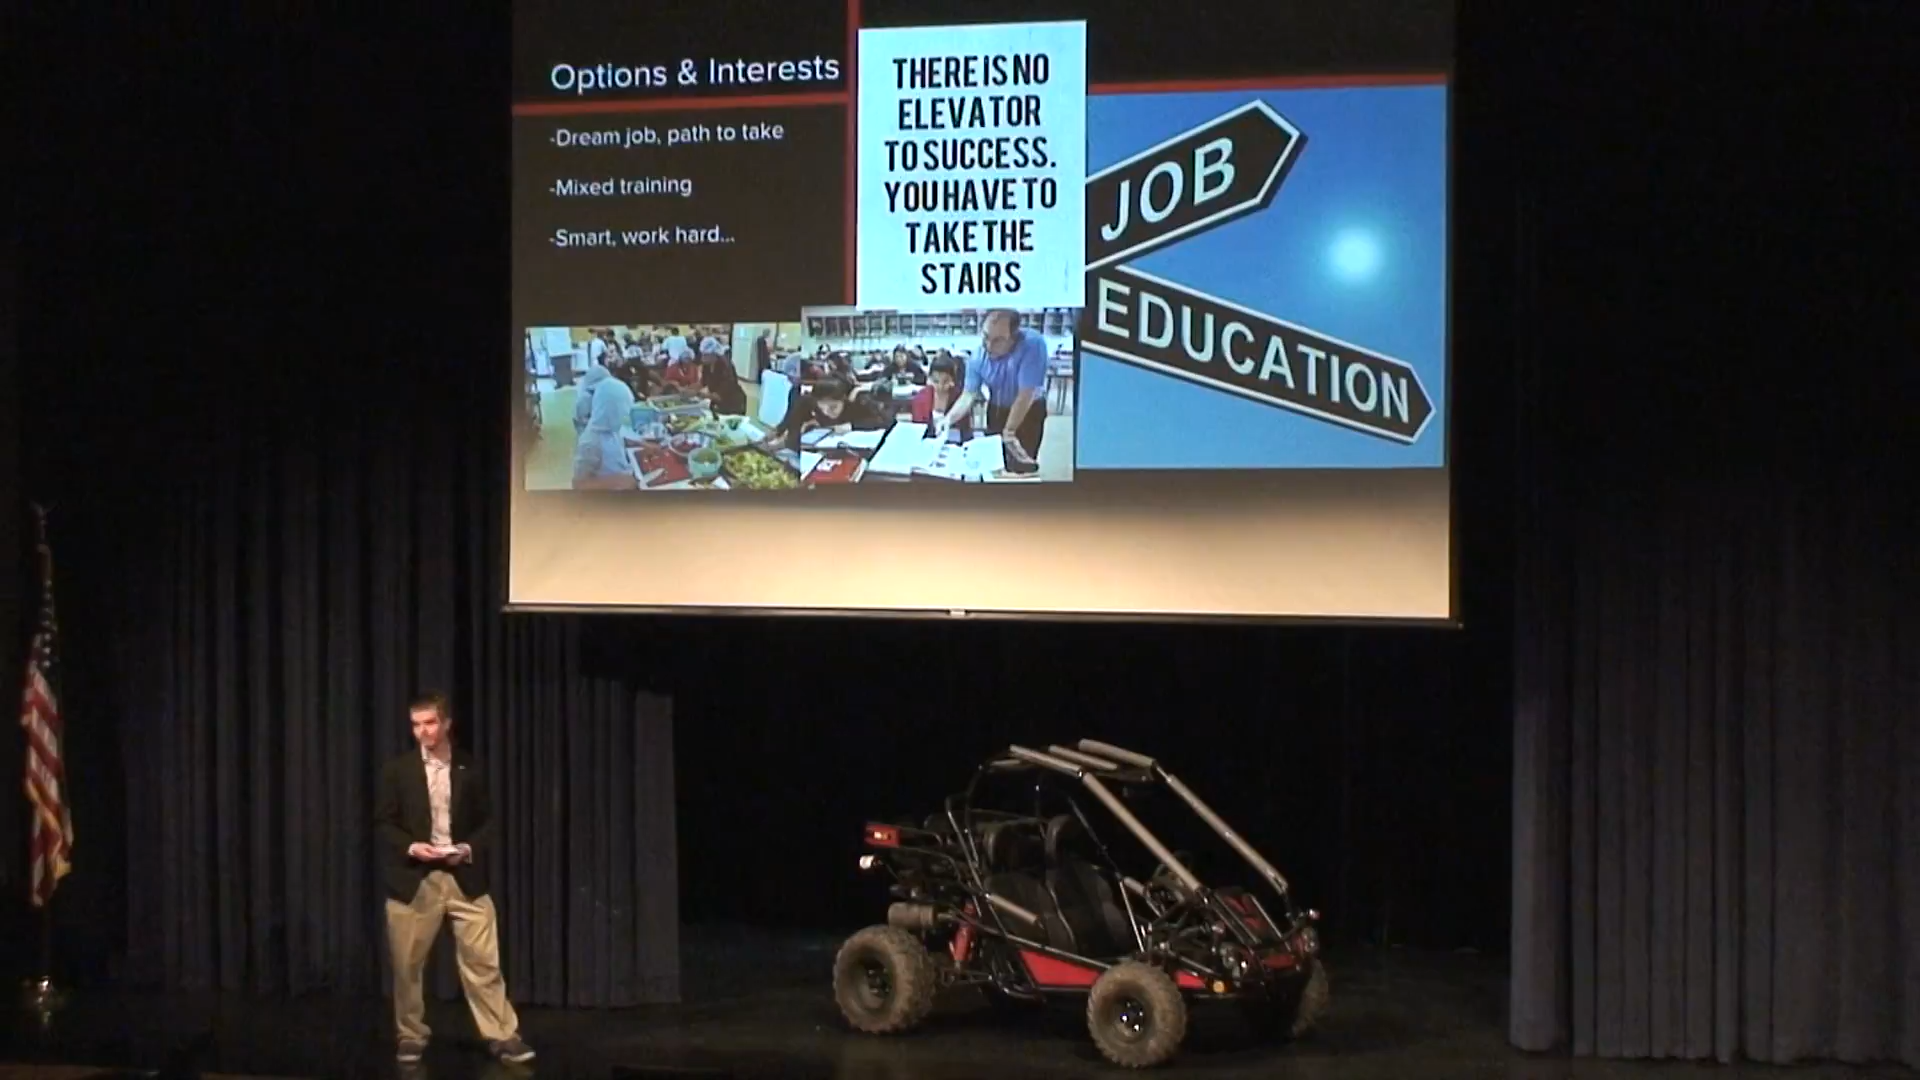 Options & Interests
-Dream job, path to take
-Mixed training
-Smart, work hard...
THERE IS NO
ELEVATOR
TO SUCCESS.
YOU HAVE TO
TAKE THE
STAIRS
JOB
EDUCATION